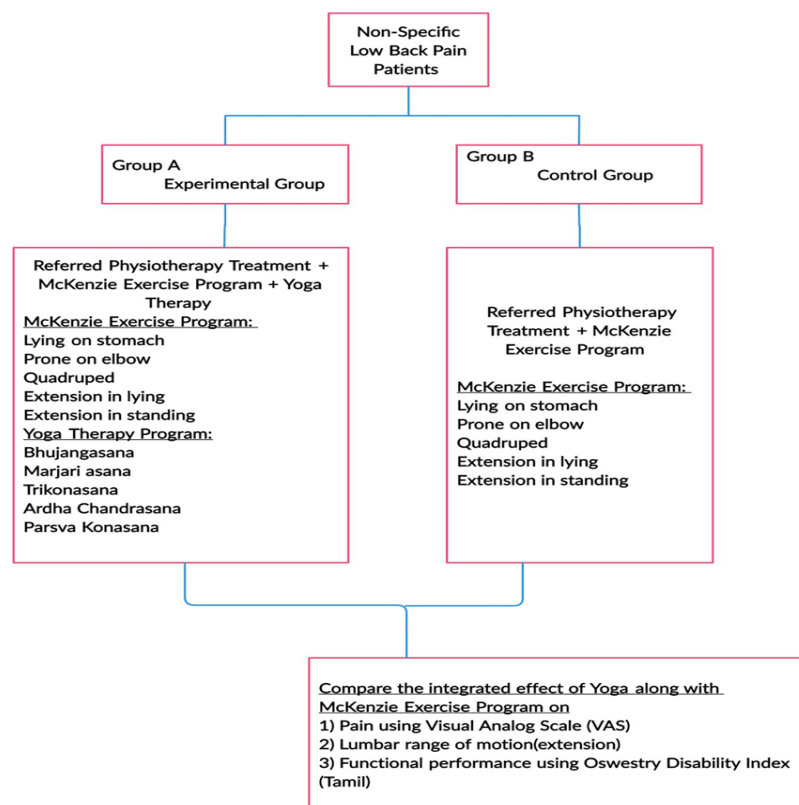 Non-Specific
Low Back Pain
Patients
Group A
Experimental Group
Group B
Control Group
Referred Physiotherapy Treatment +
McKenzie Exercise Program + Yoga
Therapy
McKenzie Exercise Program:
Lying on stomach
Prone on elbow
Quadruped
Extension in lying
Extension in standing
Yoga Therapy Program:
Bhujangasana
Marjari asana
Trikonasana
Ardha Chandrasana
Parsva Konasana
Referred Physiotherapy
Treatment + McKenzie
Exercise Program
McKenzie Exercise Program:
Lying on stomach
Prone on elbow
Quadruped
Extension in lying
Extension in standing
Compare the integrated effect of Yoga along with
McKenzie Exercise Program on
1) Pain using Visual Analog Scale (VAS)
2) Lumbar range of motion(extension)
3) Functional performance using Oswestry Disability Index
(Tamil)